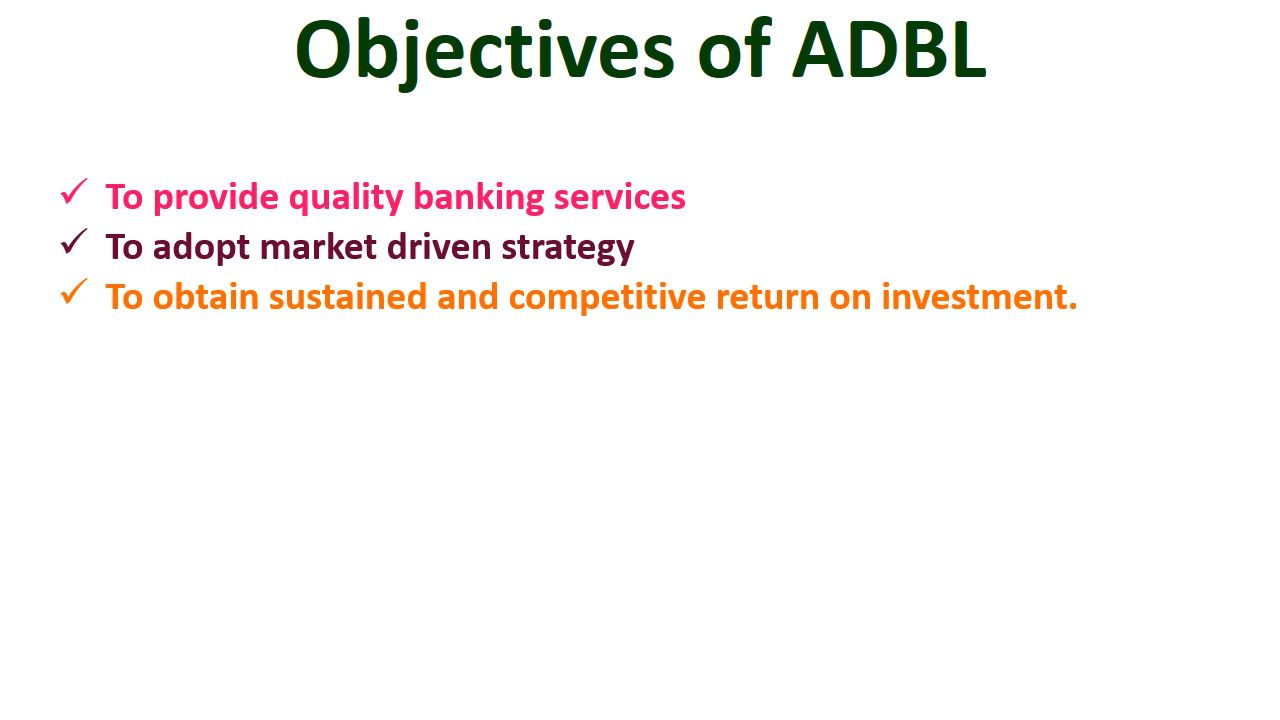 Objectives of ADBL
✓ To provide quality banking services
✓ To adopt market driven strategy
✓ To obtain sustained and competitive return on investment.